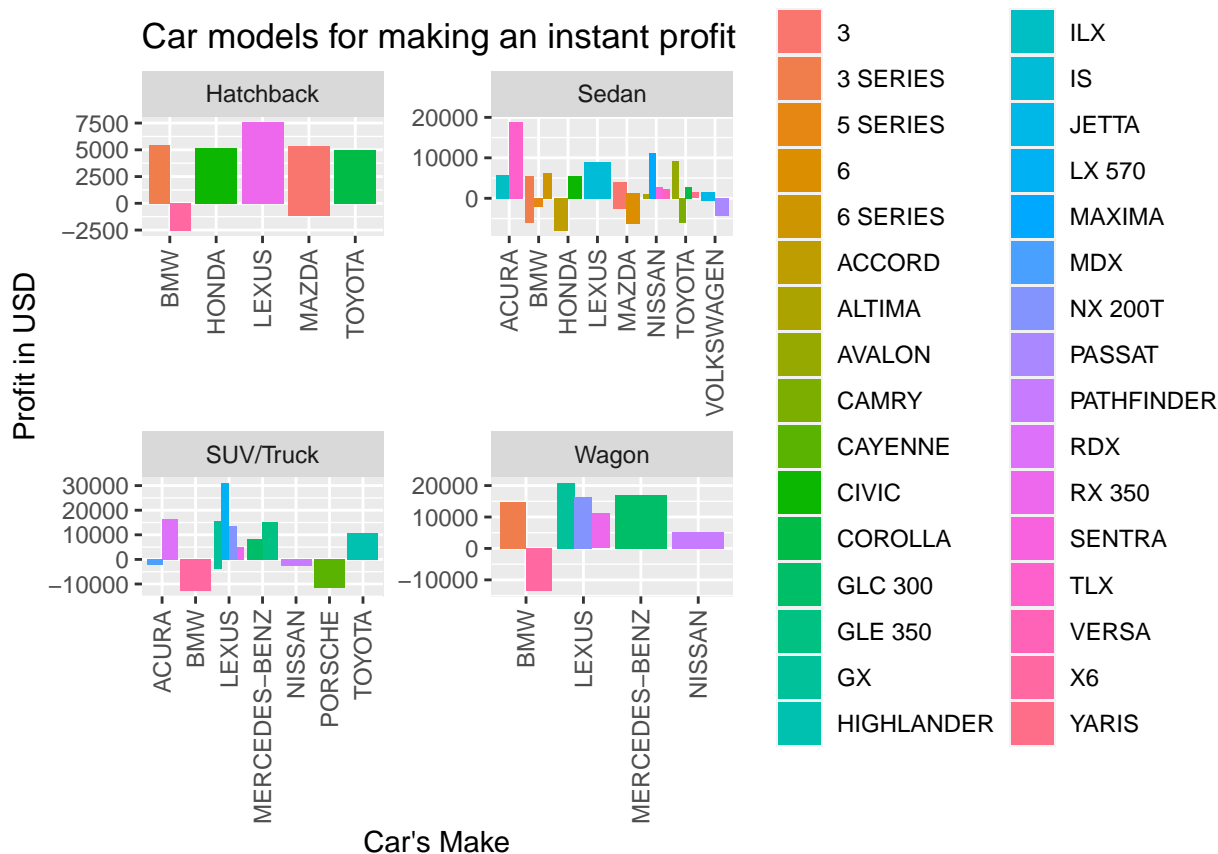 Car models for making an instant profit
Hatchback
7500
5000
2500
0
−2500
BMW
HONDA
LEXUS
MAZDA
TOYOTA
Sedan
20000
10000
0
ACURA
BMW
HONDA
LEXUS
MAZDA
NISSAN
TOYOTA
VOLKSWAGEN
Profit in USD
SUV/Truck
30000
20000
10000
0
−10000
ACURA
BMW
LEXUS
MERCEDES−BENZ
NISSAN
PORSCHE
TOYOTA
Wagon
20000
10000
0
−10000
BMW
LEXUS
MERCEDES−BENZ
NISSAN
Car's Make
3
3 SERIES
5 SERIES
6
6 SERIES
ACCORD
ALTIMA
AVALON
CAMRY
CAYENNE
CIVIC
COROLLA
GLC 300
GLE 350
GX
HIGHLANDER
ILX
IS
JETTA
LX 570
MAXIMA
MDX
NX 200T
PASSAT
PATHFINDER
RDX
RX 350
SENTRA
TLX
VERSA
X6
YARIS